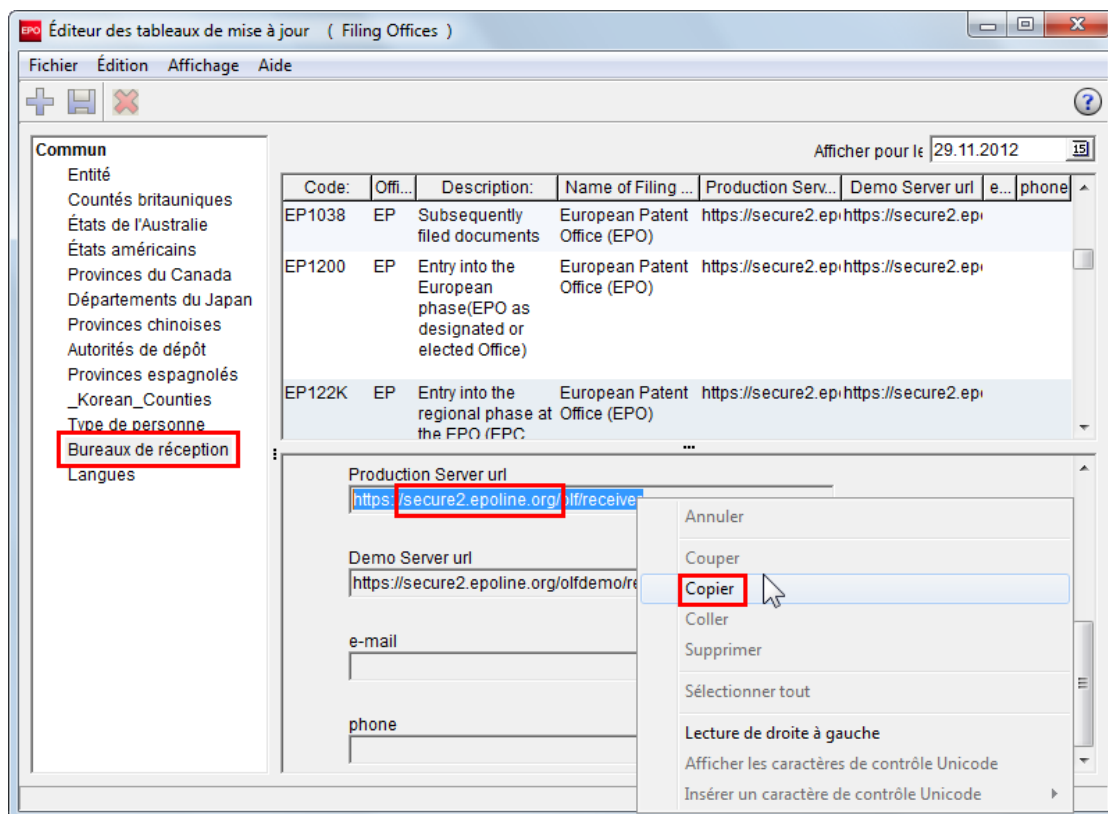 EPO Éditeur des tableaux de mise à jour ( Filing Offices )
Fichier Édition Affichage Aide
Commun
Entité
Countés britauniques
États de l'Australie
États américains
Provinces du Canada
Départements du Japan
Provinces chinoises
Autorités de dépôt
Provinces espagnolés
_Korean_Counties
Type de personne
Bureaux de réception
Langues
Afficher pour le 29.11.2012 15
Code: Offi... Description: Name of Filing ... Production Serv... Demo Server url e... phone
EP1038 EP Subsequently European Patent https://secure2.epo https://secure2.epo
filed documents Office (EPO)
EP1200 EP Entry into the European Patent https://secure2.epo https://secure2.epo
European Office (EPO)
phase(EPO as
designated or
elected Office)
EP122K EP Entry into the European Patent https://secure2.epo https://secure2.epo
regional phase at Office (EPO)
the EPO (EPC
Production Server url
https://secure2.epoline.org/olf/receiver
Demo Server url
https://secure2.epoline.org/olfdemo/re
e-mail
phone
Annuler
Couper
Copier
Coller
Supprimer
Sélectionner tout
Lecture de droite à gauche
Afficher les caractères de contrôle Unicode
Insérer un caractère de contrôle Unicode